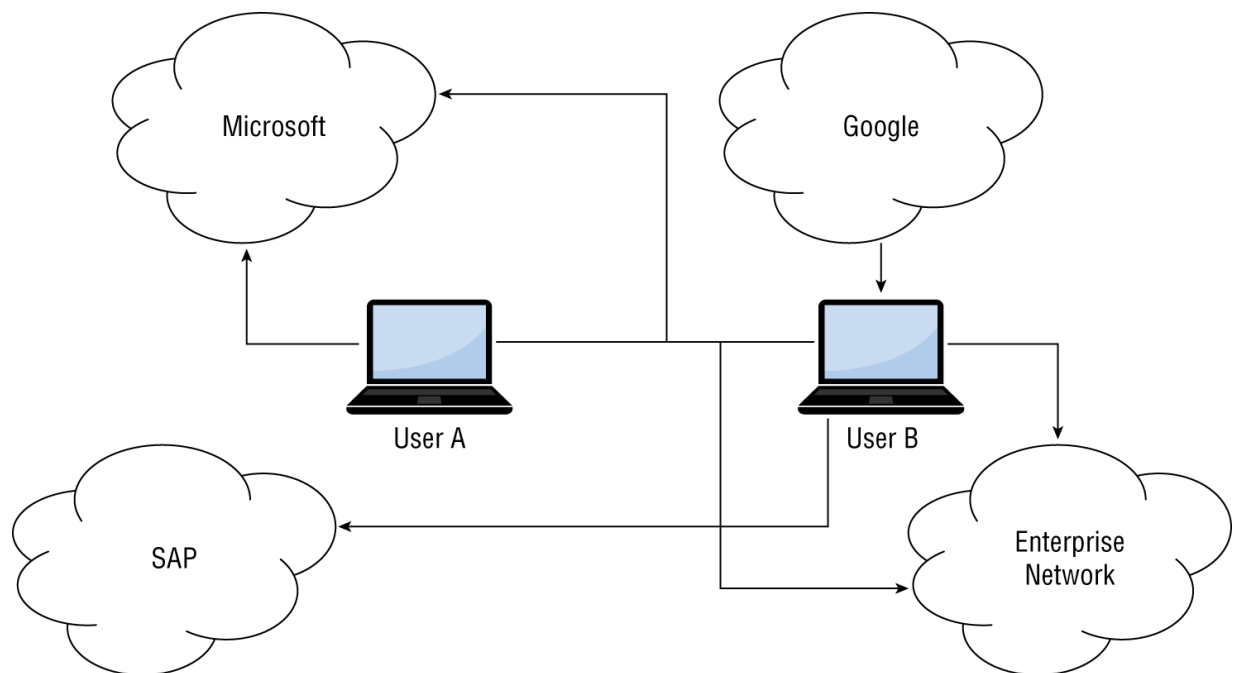 Microsoft
Google
User A
User B
SAP
Enterprise
Network